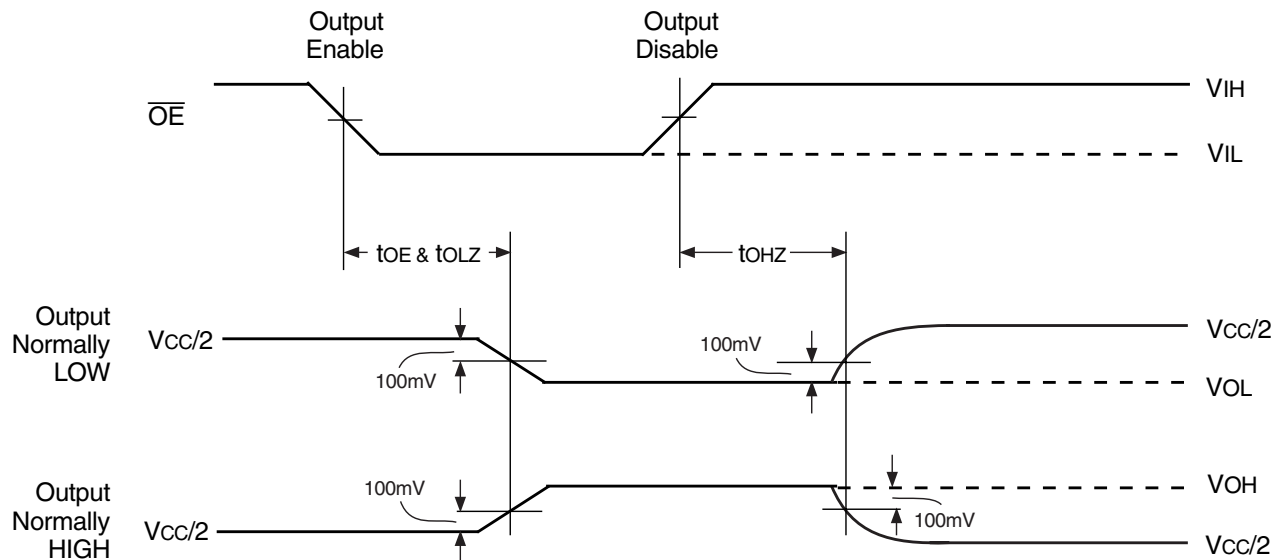 Output
Enable
Output
Disable
OE
VIH
VIL
tOE & tOLZ
tOHZ
Output
Normally
LOW
VCC/2
100mV
100mV
VCC/2
VOL
Output
Normally
HIGH
100mV
VCC/2
VOH
100mV
VCC/2